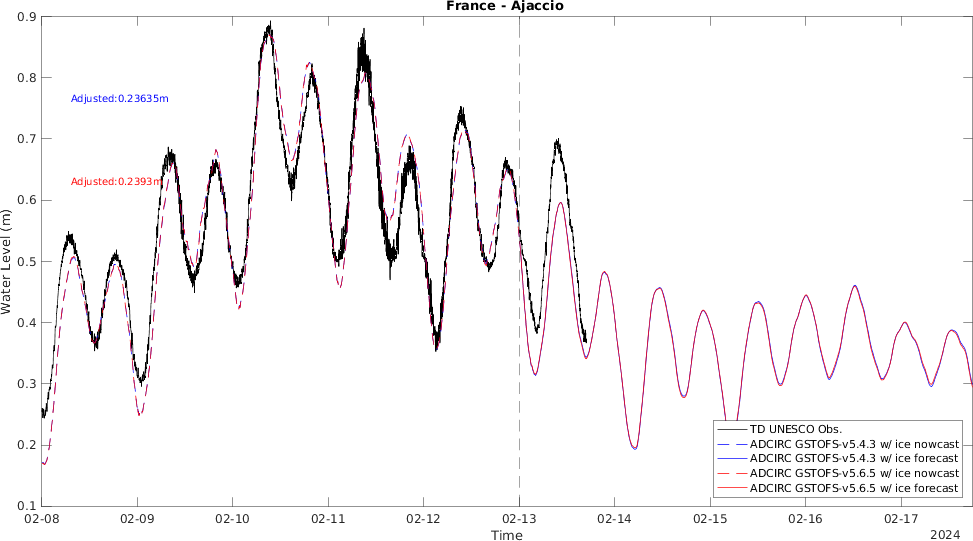 France - Ajaccio
0.9
0.8
0.7
0.6
0.5
0.4
0.3
0.2
0.1
Water Level (m)
Adjusted:0.23635m
Adjusted:0.2393m
TD UNESCO Obs.
ADCIRC GSTOFS-v5.4.3 w/ ice nowcast
ADCIRC GSTOFS-v5.4.3 w/ ice forecast
ADCIRC GSTOFS-v5.6.5 w/ ice nowcast
ADCIRC GSTOFS-v5.6.5 w/ ice forecast
02-08 02-09 02-10 02-11 02-12 02-13 02-14 02-15 02-16 02-17
Time
2024